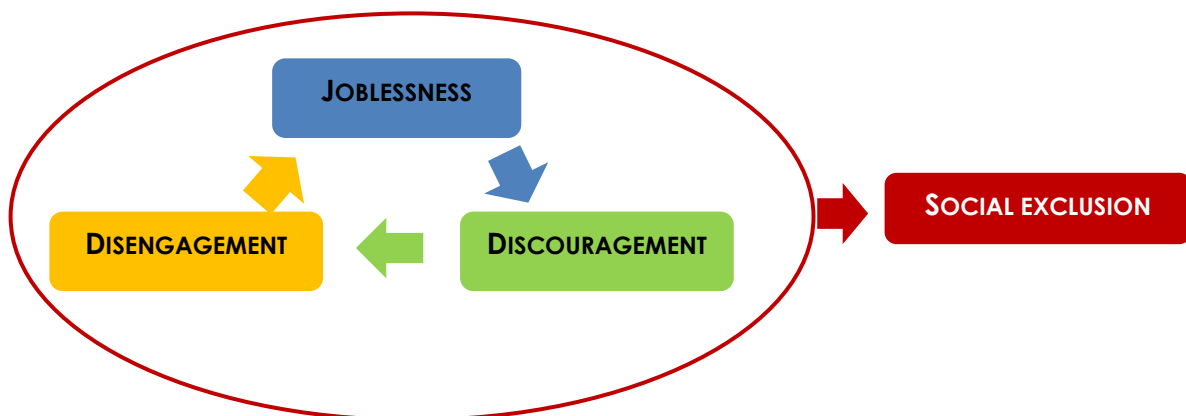 JOBLESSNESS
DISENGAGEMENT
DISCOURAGEMENT
SOCIAL EXCLUSION